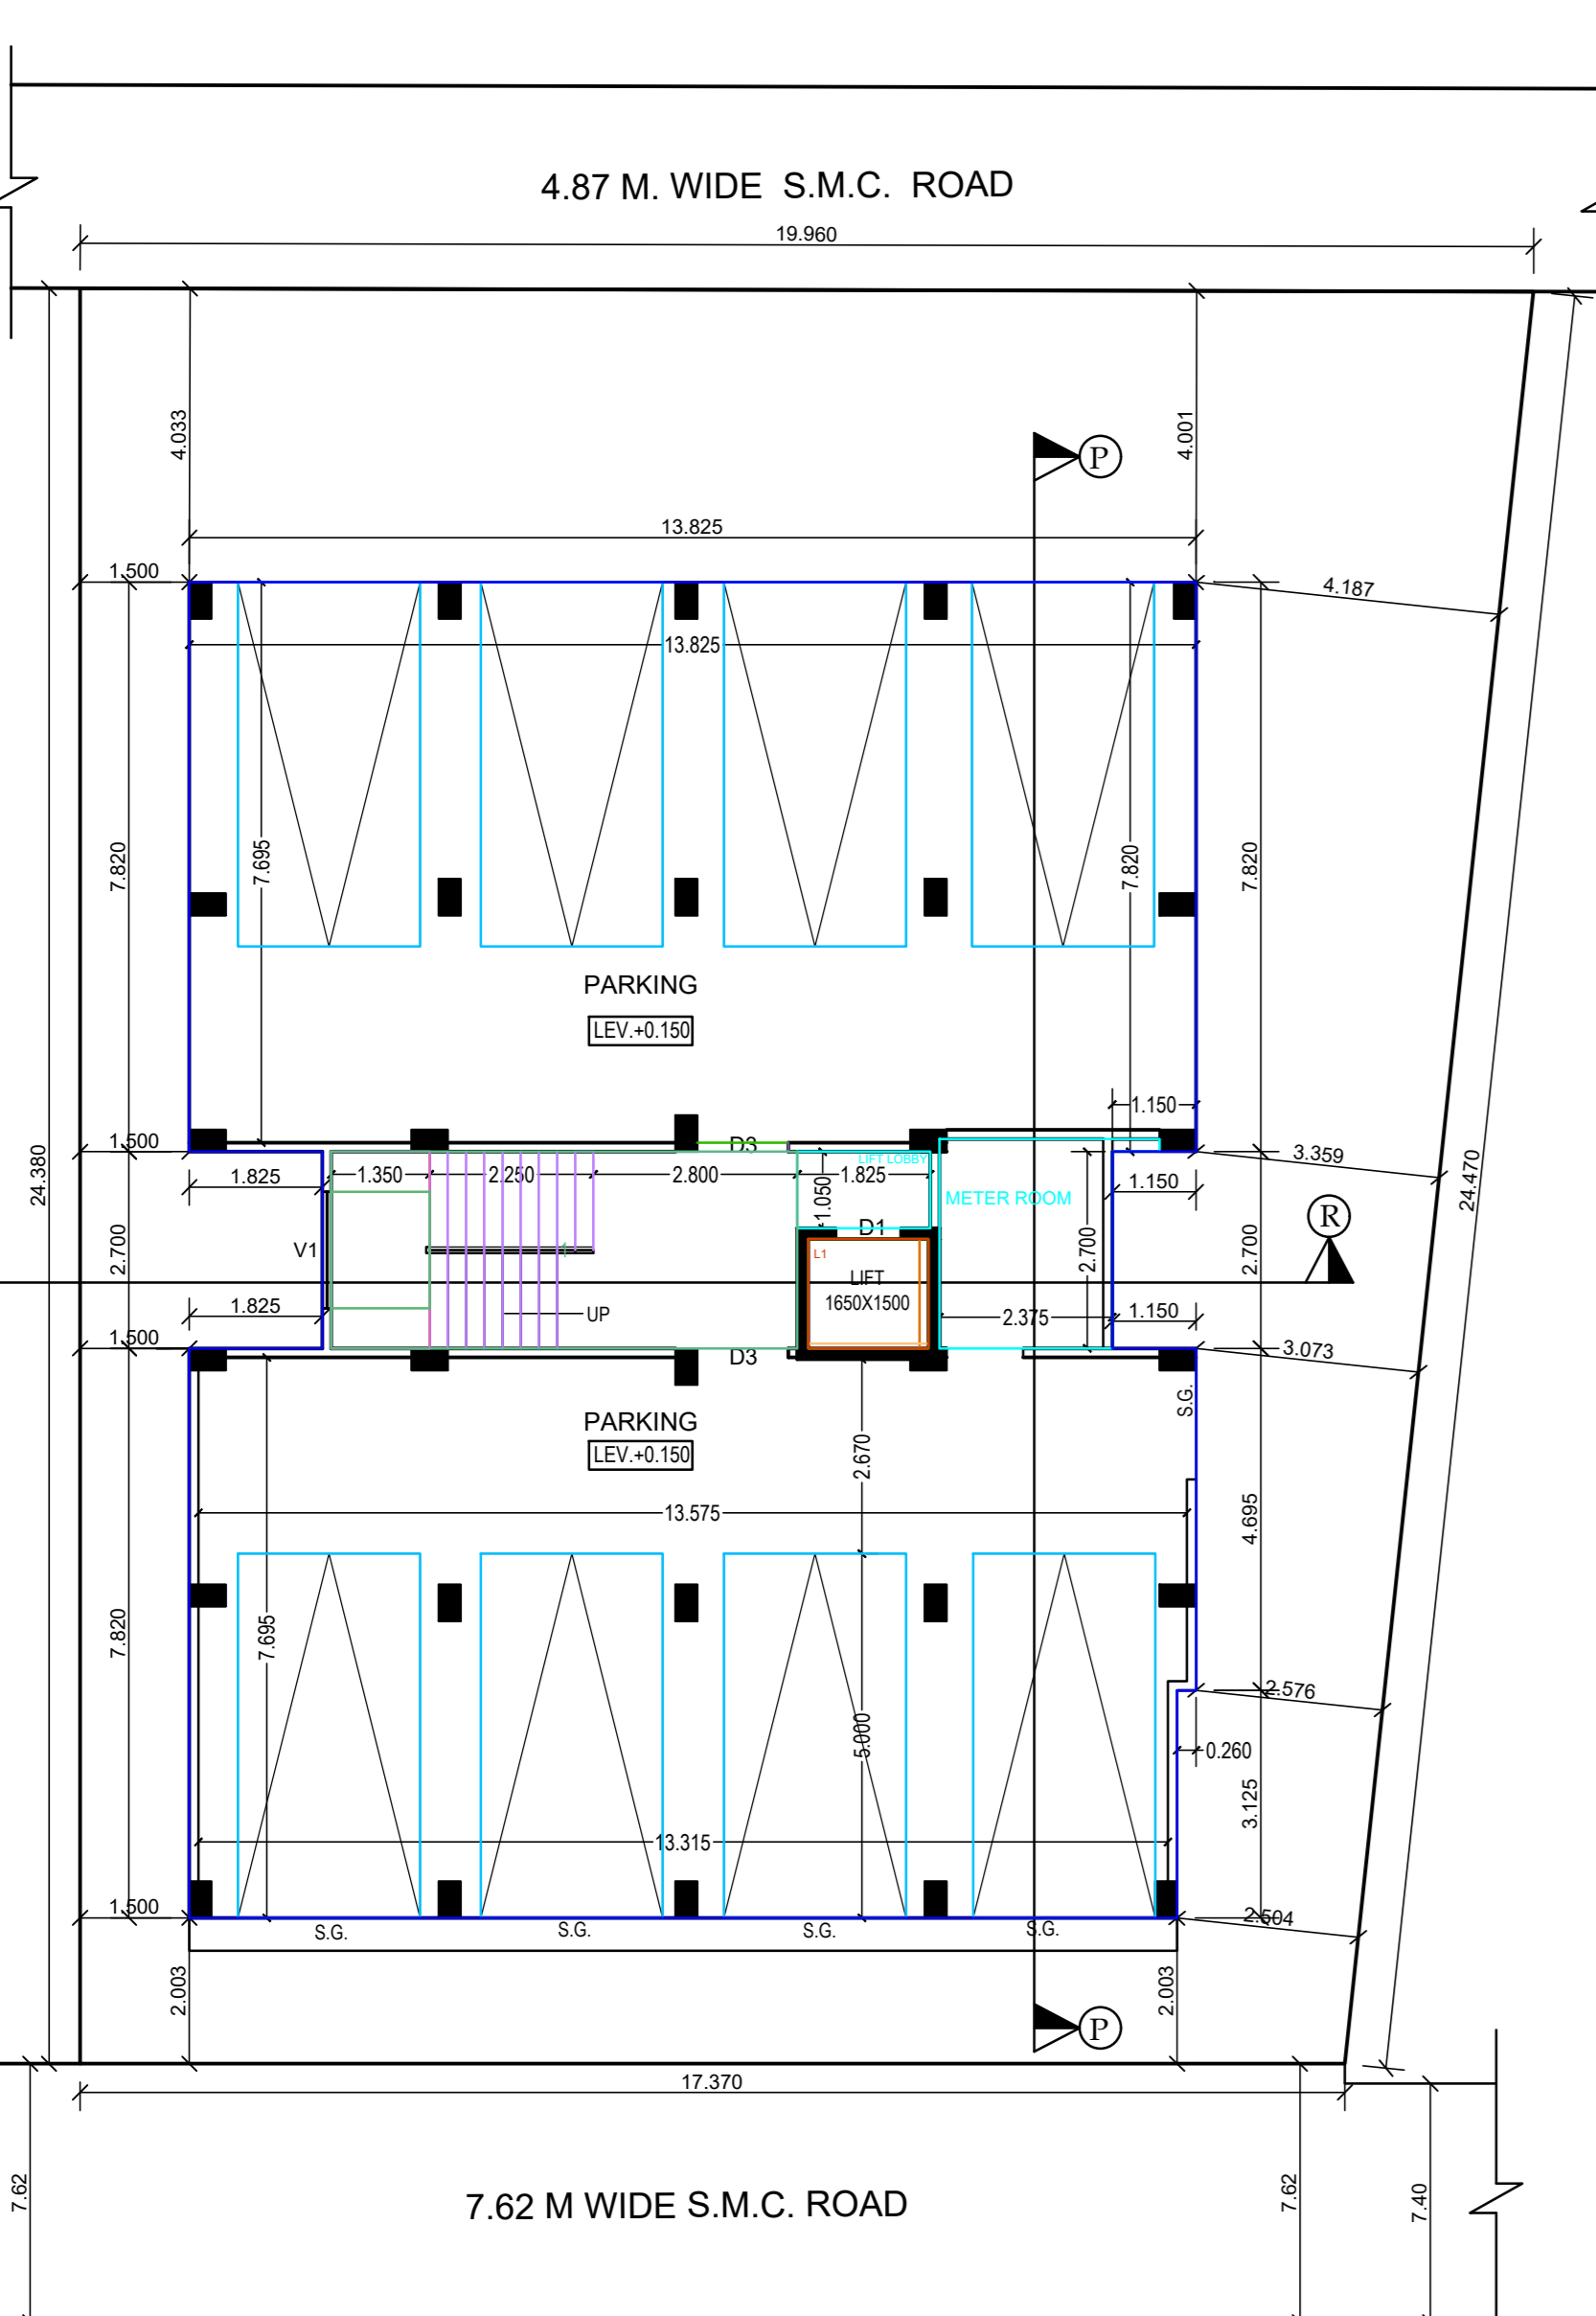 4.87 M. WIDE S.M.C. ROAD
19.960
4.033
4.001
P
13.825
1.500
4.187
13.825
7.820
7.695
7.820
7.820
PARKING
LEV.+0.150
24.380
24.470
1.150
1.500
D3
3.359
LIFT LOBBY
1.825
1.350
2.250
2.800
1.825
1.050
1.150
METER ROOM
R
V1
D1
2.700
2.700
2.700
L1
LIFT
1650X1500
1.825
UP
2.375
1.150
1.500
D3
3.073
S.G.
PARKING
LEV.+0.150
2.670
13.575
4.695
7.820
7.695
2.576
5.000
0.260
3.125
13.315
1.500
2.504
S.G.
S.G.
S.G.
S.G.
2.003
2.003
P
17.370
7.62
7.62
7.40
7.62 M WIDE S.M.C. ROAD